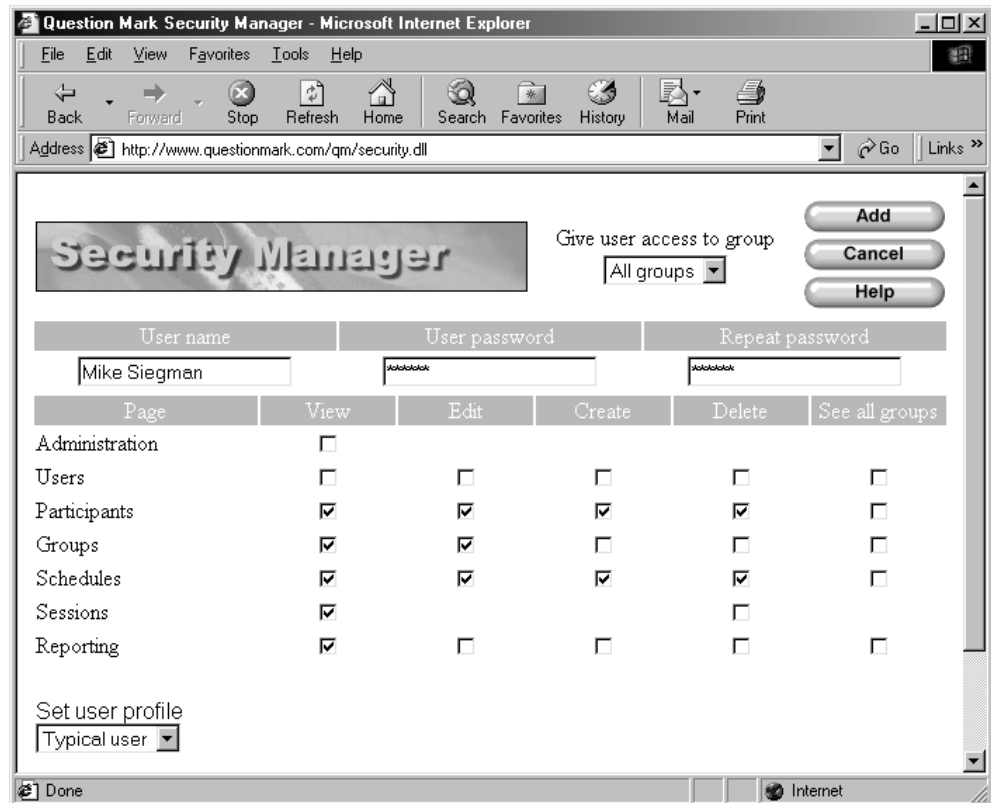 Question Mark Security Manager - Microsoft Internet Explorer
File Edit View Favorites Tools Help
Back Forward Stop Refresh Home Search Favorites History Mail Print
Address http://www.questionmark.com/qm/security.dll Go Links »
Security Manager
Give user access to group
All groups
Add
Cancel
Help
User name User password Repeat password
Mike Siegman ******* *******
Page View Edit Create Delete See all groups
Administration
Users
Participants
Groups
Schedules
Sessions
Reporting
Set user profile
Typical user
Done Internet